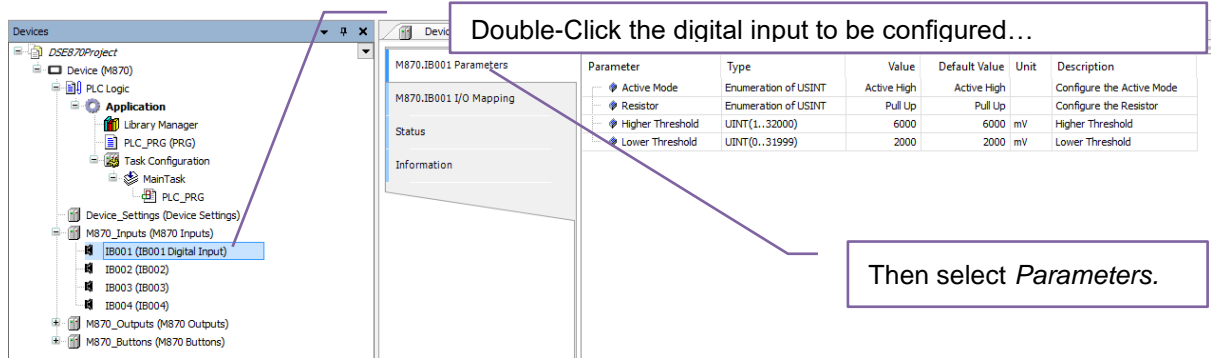 Double-Click the digital input to be configured…
Devices
DSE870Project
Device (M870)
PLC Logic
Application
Library Manager
PLC_PRG (PRG)
Task Configuration
MainTask
PLC_PRG
Device_Settings (Device Settings)
M870_Inputs (M870 Inputs)
IB001 (IB001 Digital Input)
IB002 (IB002)
IB003 (IB003)
IB004 (IB004)
M870_Outputs (M870 Outputs)
M870_Buttons (M870 Buttons)
Devic
M870.IB001 Parameters
M870.IB001 I/O Mapping
Status
Information
Parameter Type Value Default Value Unit Description
Active Mode Enumeration of USINT Active High Active High Configure the Active Mode
Resistor Enumeration of USINT Pull Up Pull Up Configure the Resistor
Higher Threshold UINT(1..32000) 6000 6000 mV Higher Threshold
Lower Threshold UINT(0..31999) 2000 2000 mV Lower Threshold
Then select Parameters.